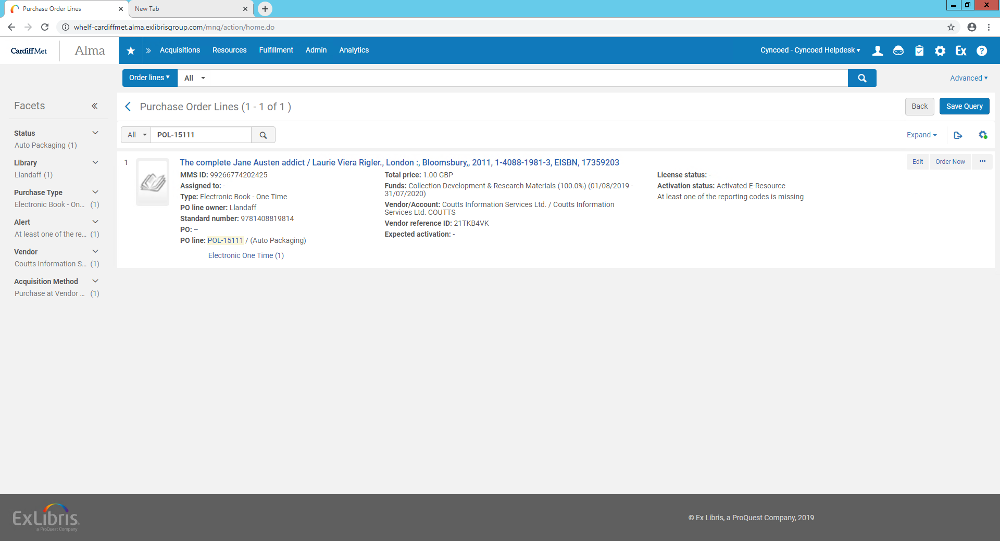 Purchase Order Lines
New Tab
whelf-cardiffmet.alma.exlibrisgroup.com/mng/action/home.do
CardiffMet
Alma
Acquisitions
Resources
Fulfillment
Admin
Analytics
Cyncoed - Cyncoed Helpdesk
Ex
?
Order lines
All
Advanced
Facets
Purchase Order Lines (1 - 1 of 1 )
Back
Save Query
All
POL-15111
Expand
Status
Auto Packaging (1)
Library
Llandaff (1)
Purchase Type
Electronic Book - On... (1)
Alert
At least one of the re... (1)
Vendor
Coutts Information S... (1)
Acquisition Method
Purchase at Vendor ... (1)
1
The complete Jane Austen addict / Laurie Viera Rigler., London :, Bloomsbury,, 2011, 1-4088-1981-3, EISBN, 17359203
Edit
Order Now
MMS ID: 99266774202425
Assigned to: -
Type: Electronic Book - One Time
PO line owner: Llandaff
Standard number: 9781408819814
PO: --
PO line: POL-15111 / (Auto Packaging)
Electronic One Time (1)
Total price: 1.00 GBP
Funds: Collection Development & Research Materials (100.0%) (01/08/2019 -
31/07/2020)
Vendor/Account: Coutts Information Services Ltd. / Coutts Information
Services Ltd. COUTTS
Vendor reference ID: 21TKB4VK
Expected activation: -
License status: -
Activation status: Activated E-Resource
At least one of the reporting codes is missing
ExLibris
a ProQuest Company
© Ex Libris, a ProQuest Company, 2019